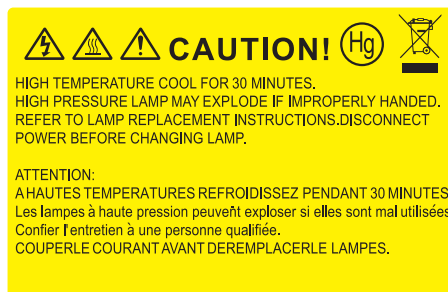 CAUTION! Hg
HIGH TEMPERATURE COOL FOR 30 MINUTES.
HIGH PRESSURE LAMP MAY EXPLODE IF IMPROPERLY HANDED.
REFER TO LAMP REPLACEMENT INSTRUCTIONS.DISCONNECT
POWER BEFORE CHANGING LAMP.
ATTENTION:
A HAUTES TEMPERATURES REFROIDISSEZ PENDANT 30 MINUTES
Les lampes à haute pression peuvent exploser si elles sont mal utilisées
Confier l'entretien à une personne qualifiée.
COUPERLE COURANT AVANT DEREMPLACERLE LAMPES.